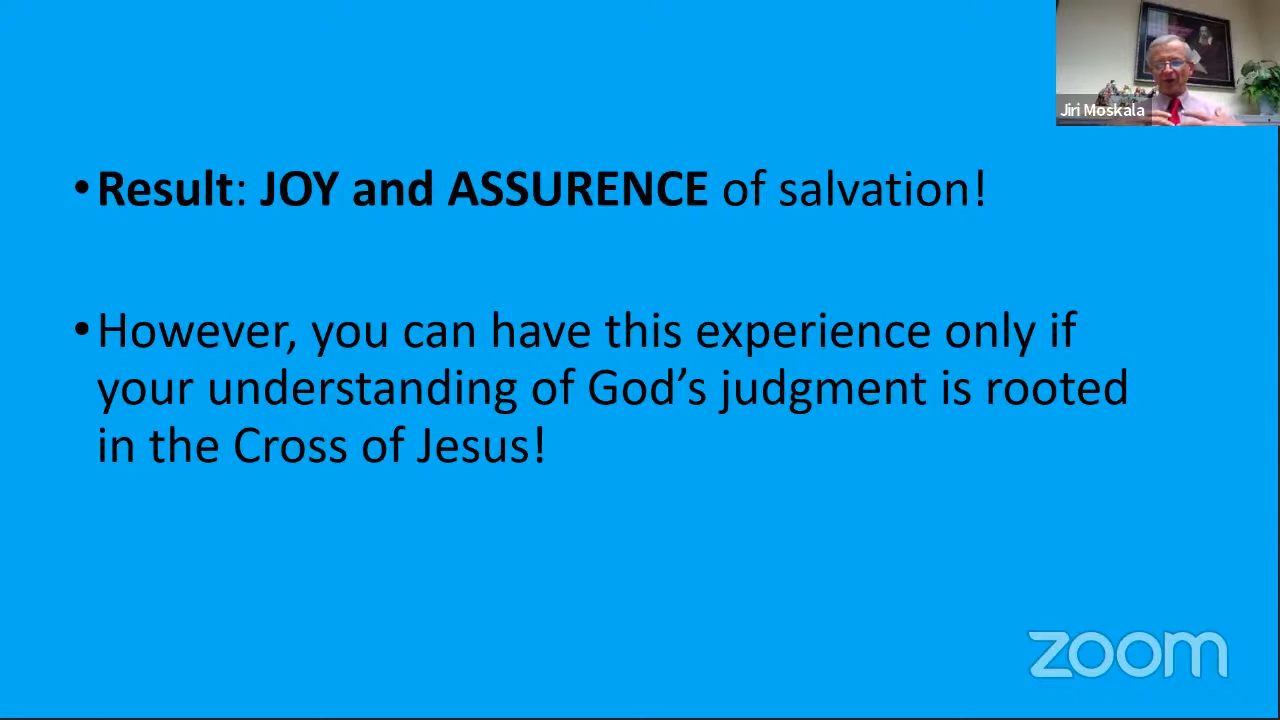 Jiri Moskala
•Result: JOY and ASSURENCE of salvation!
•However, you can have this experience only if
your understanding of God’s judgment is rooted
in the Cross of Jesus!
zoom